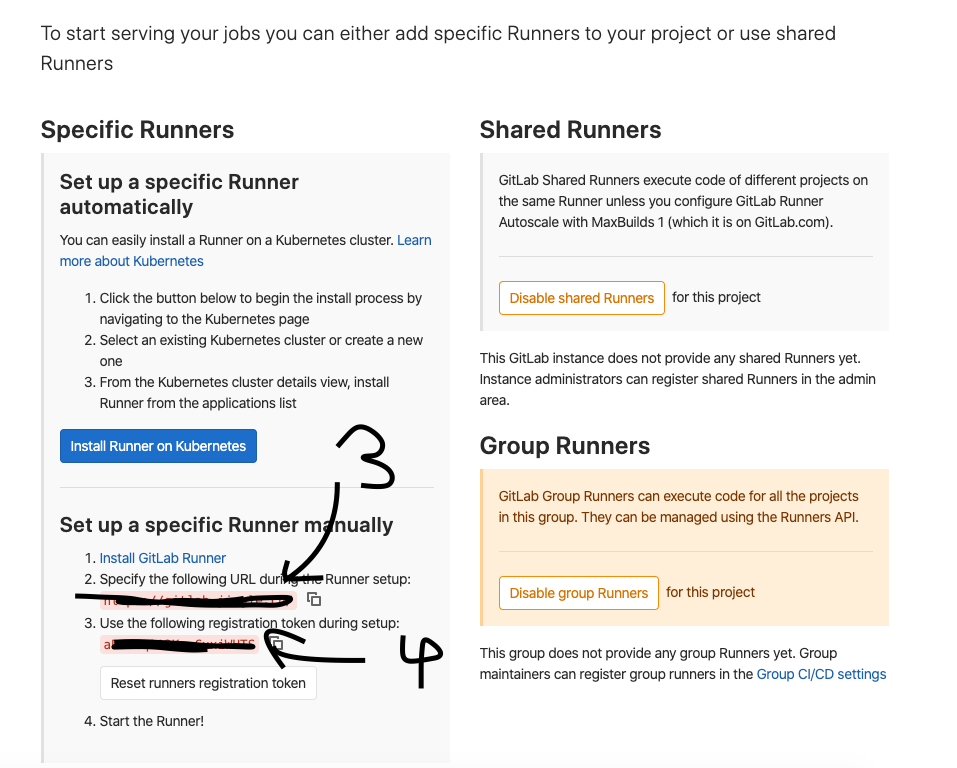 To start serving your jobs you can either add specific Runners to your project or use shared
Runners
Specific Runners
Set up a specific Runner
automatically
You can easily install a Runner on a Kubernetes cluster. Learn
more about Kubernetes
1. Click the button below to begin the install process by
navigating to the Kubernetes page
2. Select an existing Kubernetes cluster or create a new
one
3. From the Kubernetes cluster details view, install
Runner from the applications list
Install Runner on Kubernetes
3
Set up a specific Runner manually
1. Install GitLab Runner
2. Specify the following URL during the Runner setup:
3. Use the following registration token during setup:
4
Reset runners registration token
4. Start the Runner!
Shared Runners
GitLab Shared Runners execute code of different projects on
the same Runner unless you configure GitLab Runner
Autoscale with MaxBuilds 1 (which it is on GitLab.com).
Disable shared Runners for this project
This GitLab instance does not provide any shared Runners yet.
Instance administrators can register shared Runners in the admin
area.
Group Runners
GitLab Group Runners can execute code for all the projects
in this group. They can be managed using the Runners API.
Disable group Runners for this project
This group does not provide any group Runners yet. Group
maintainers can register group runners in the Group CI/CD settings